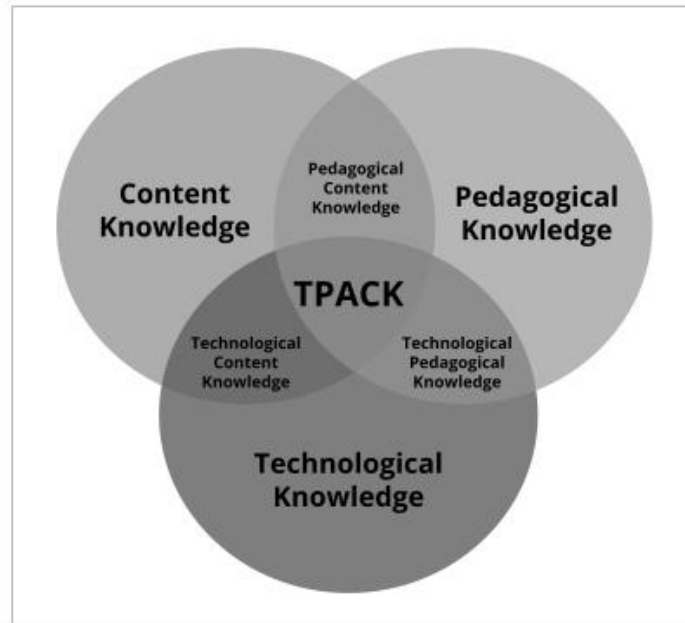 Pedagogical
Content
Knowledge
Content
Knowledge
Pedagogical
Knowledge
TPACK
Technological
Content
Knowledge
Technological
Pedagogical
Knowledge
Technological
Knowledge